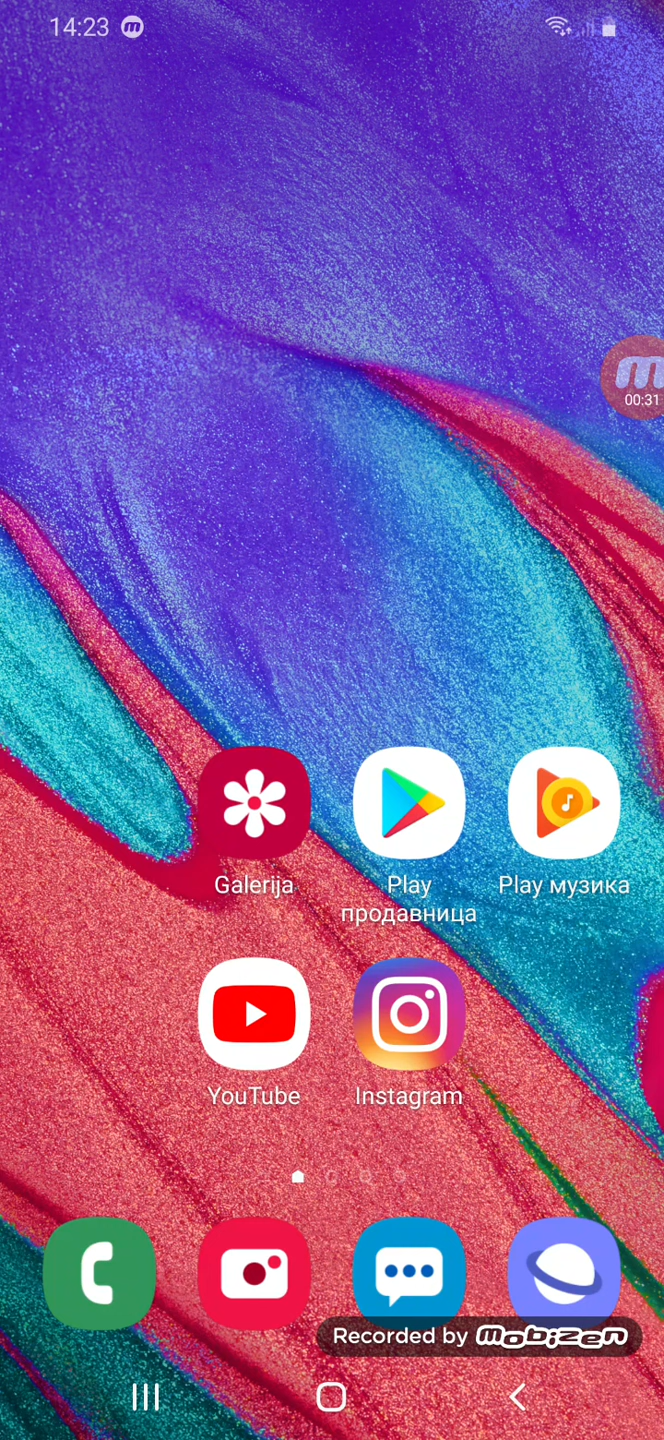 14:23
00:31
Galerija
Play
продавница
Play музика
YouTube
Instagram
Recorded by mobizen